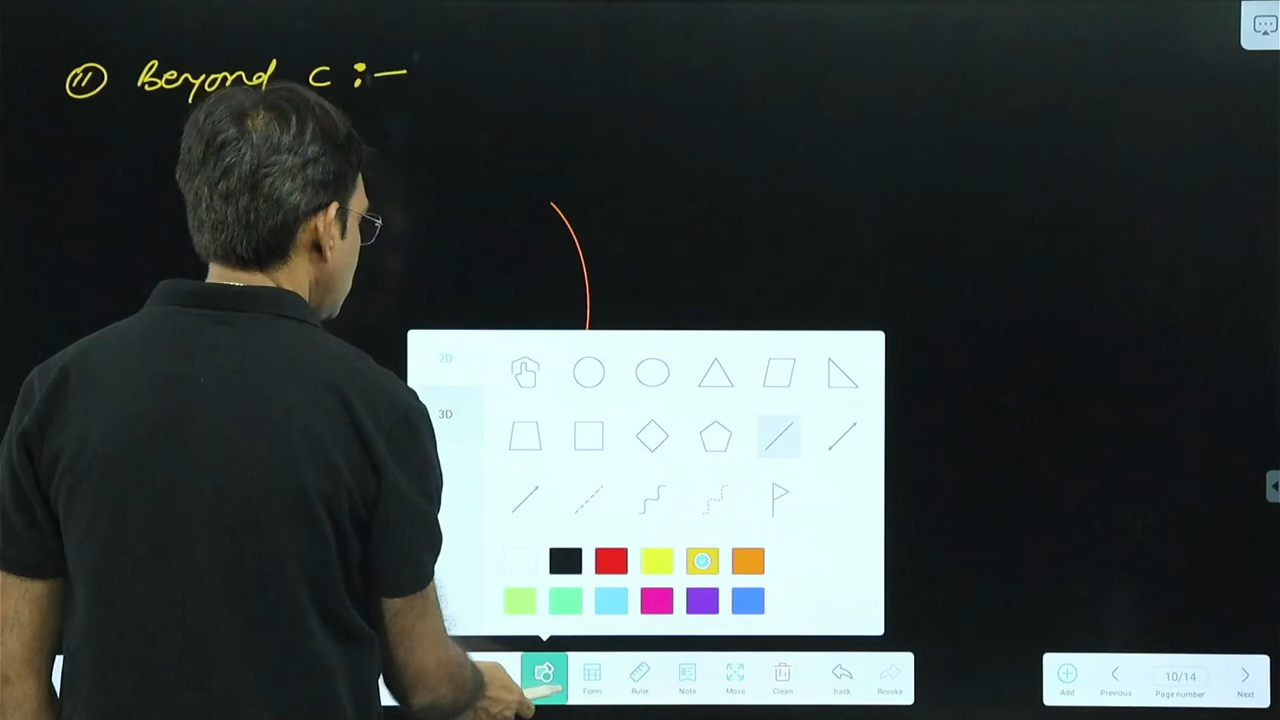 (11) Beyond C :-
2D
3D
Form Ruler Note Move Clean back Revoke
Add Previous 10/14 Page number Next